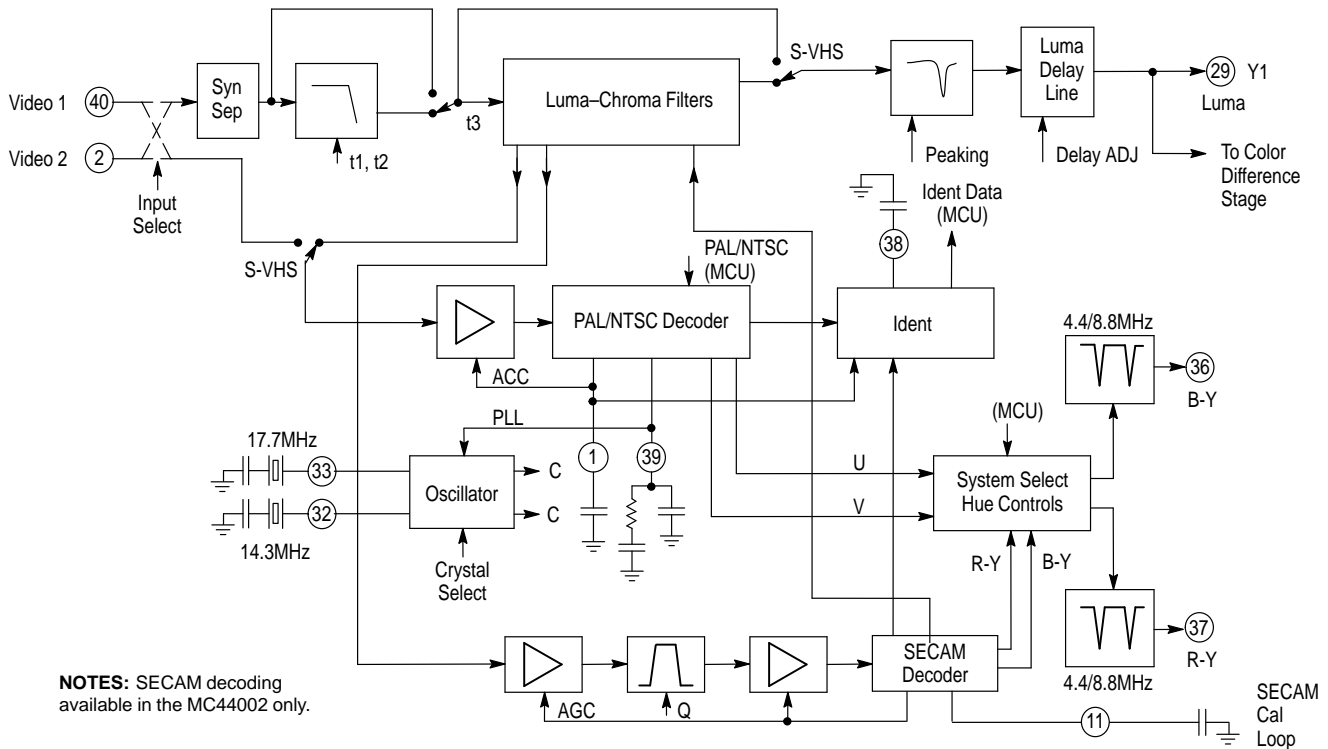 S-VHS
Syn
Sep
Luma–Chroma Filters
Luma
Delay
Line
29 Y1
Luma
Video 1 40
t3
Video 2 2
t1, t2
Peaking
Delay ADJ
To Color
Difference
Stage
Input
Select
Ident Data
(MCU)
38
S-VHS
PAL/NTSC
(MCU)
PAL/NTSC Decoder
Ident
4.4/8.8MHz
36
B-Y
ACC
PLL
(MCU)
17.7MHz
33
1
39
C
U
System Select
Hue Controls
Oscillator
32
C
V
14.3MHz
Crystal
Select
R-Y
B-Y
37
R-Y
4.4/8.8MHz
SECAM
Decoder
NOTES: SECAM decoding
available in the MC44002 only.
AGC
Q
11
SECAM
Cal
Loop